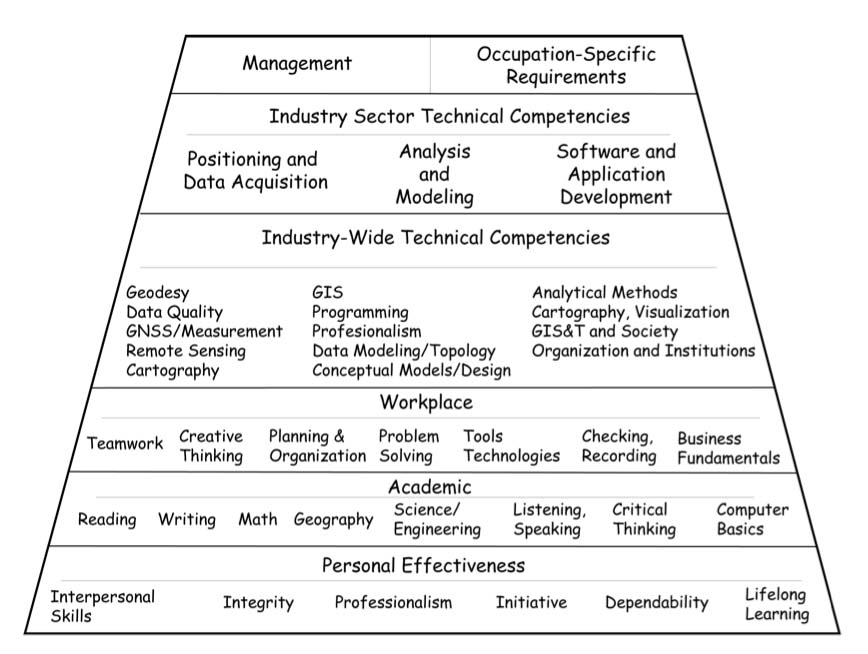 Management
Occupation-Specific
Requirements
Industry Sector Technical Competencies
Positioning and
Data Acquisition
Analysis
and
Modeling
Software and
Application
Development
Industry-Wide Technical Competencies
Geodesy
Data Quality
GNSS/Measurement
Remote Sensing
Cartography
GIS
Programming
Profesionalism
Data Modeling/Topology
Conceptual Models/Design
Analytical Methods
Cartography, Visualization
GIS&T and Society
Organization and Institutions
Workplace
Teamwork
Creative
Thinking
Planning &
Organization
Problem
Solving
Tools
Technologies
Checking,
Recording
Business
Fundamentals
Academic
Reading
Writing
Math
Geography
Science/
Engineering
Listening,
Speaking
Critical
Thinking
Computer
Basics
Personal Effectiveness
Interpersonal
Skills
Integrity
Professionalism
Initiative
Dependability
Lifelong
Learning